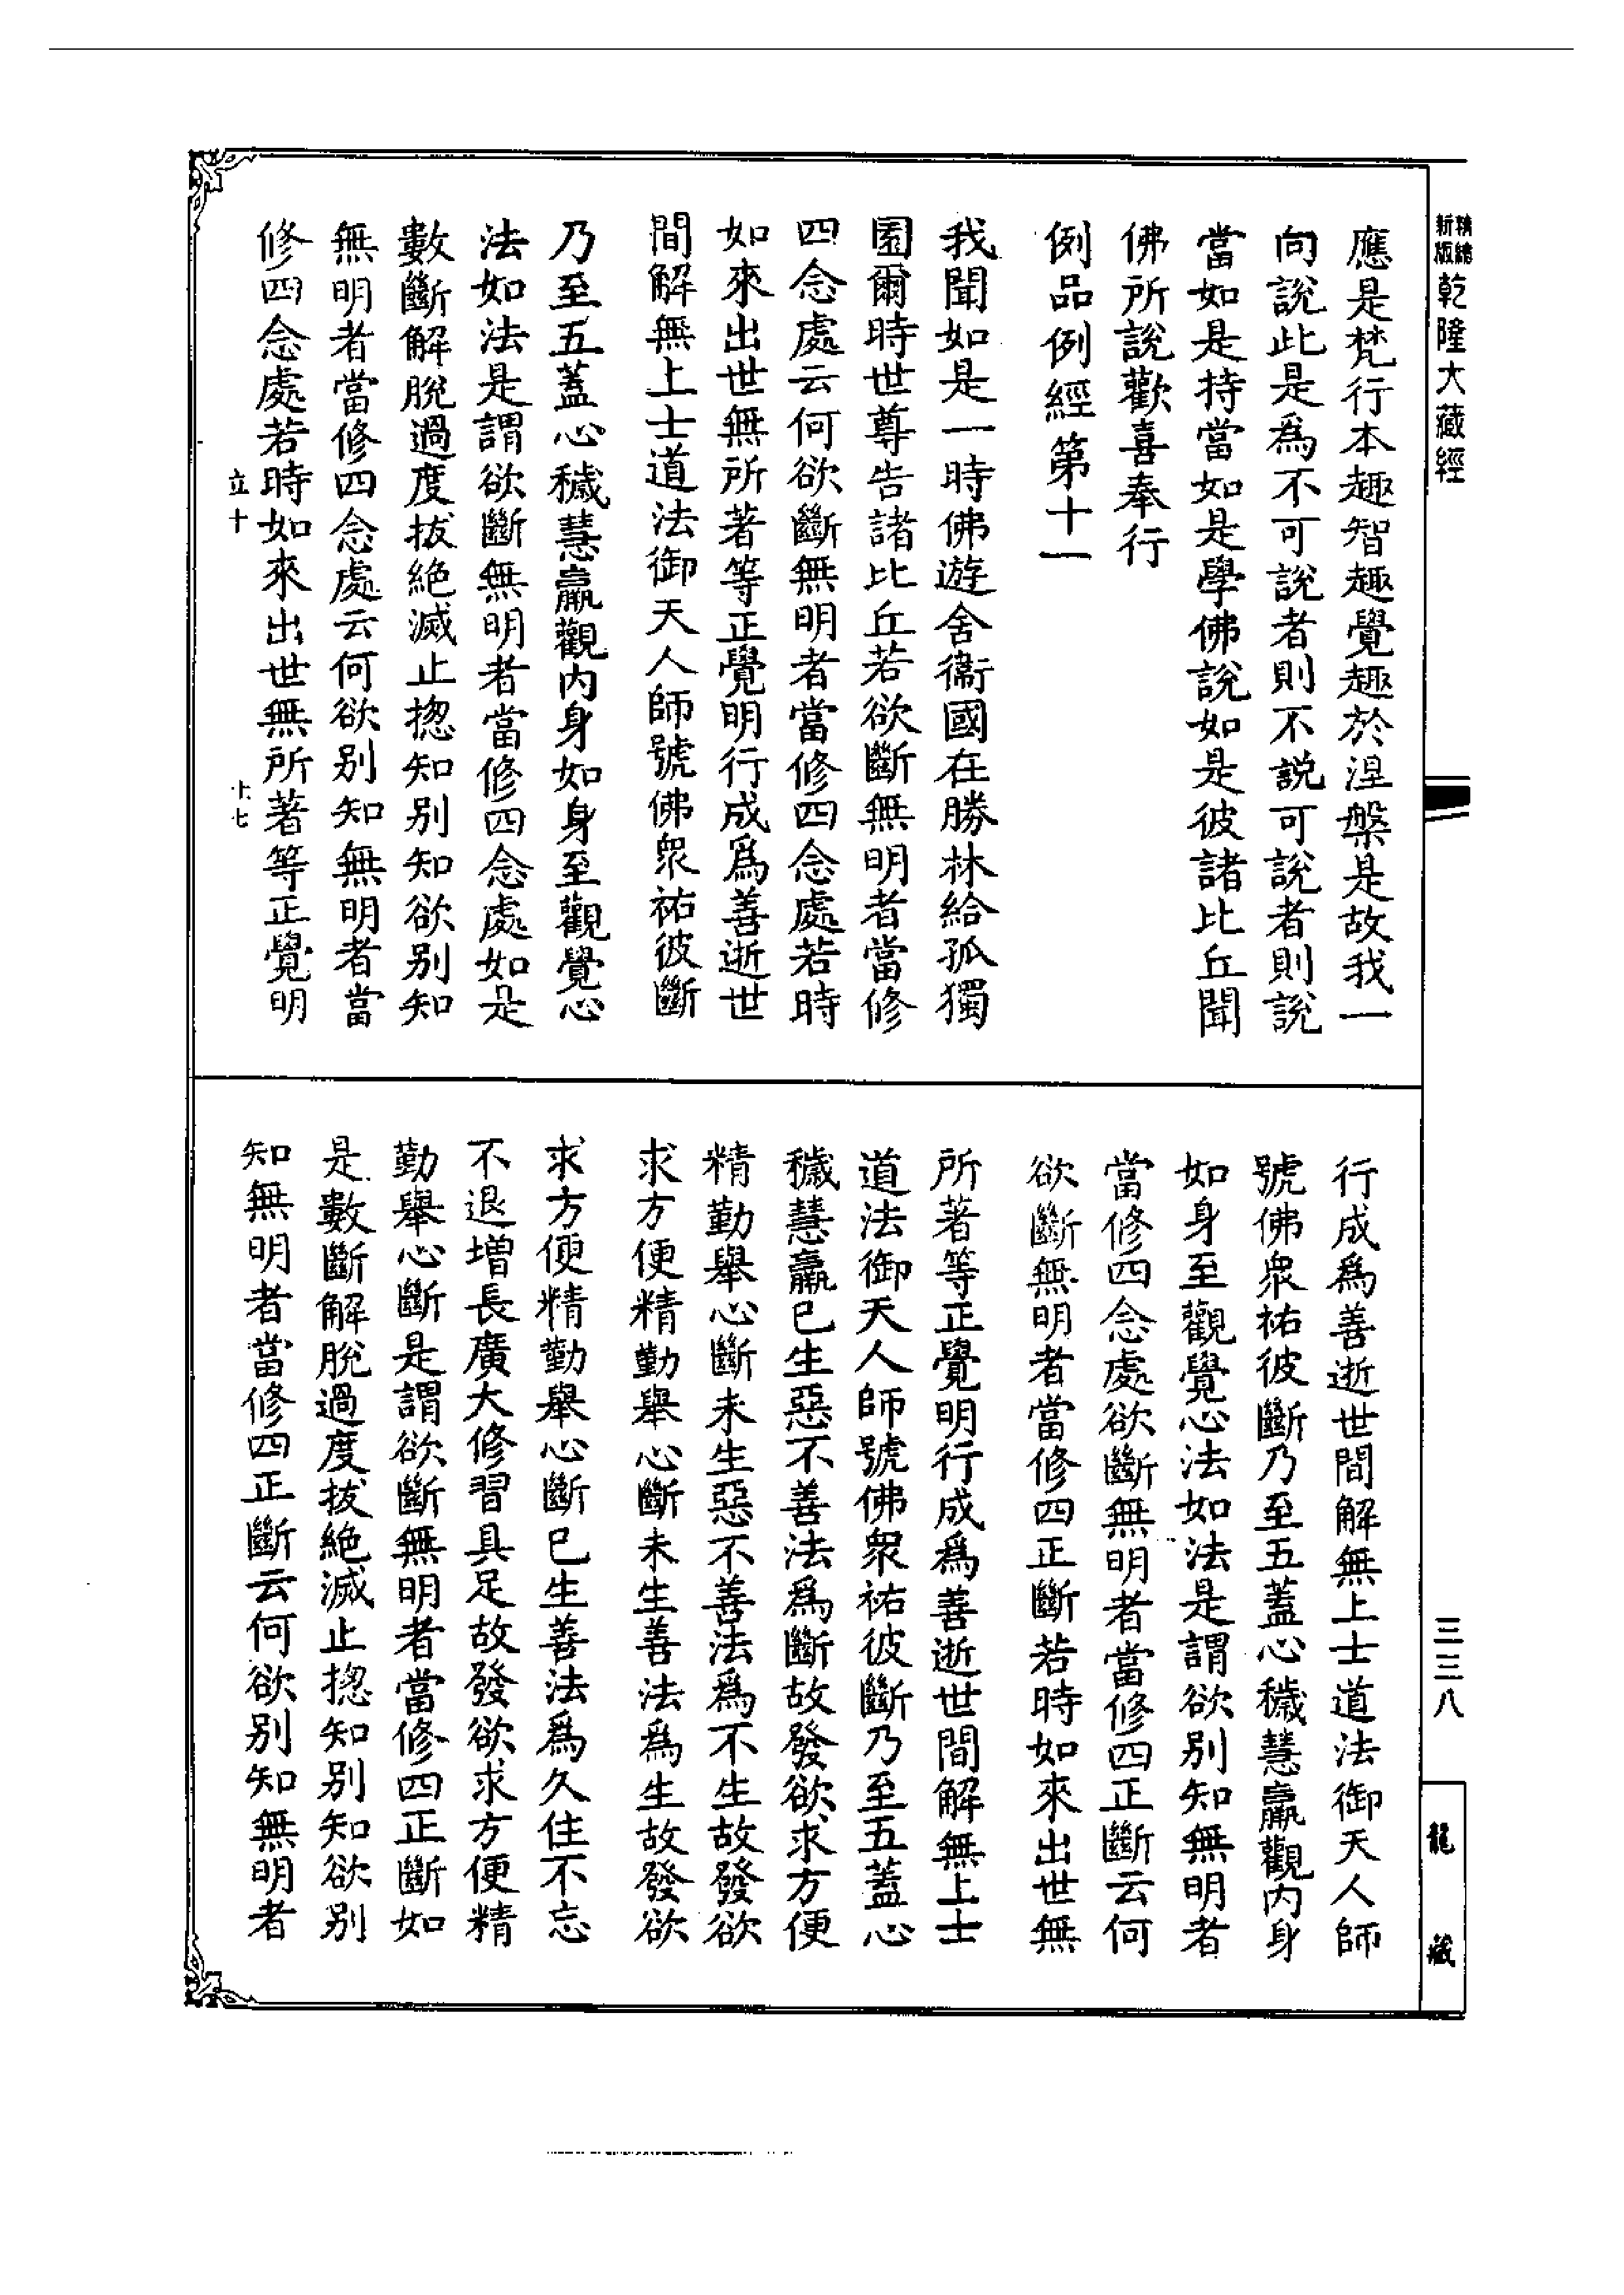 精繕新版乾隆大藏經
三三八
龍藏
應是梵行本趣智趣覺趣於涅槃是故我一
向說此是為不可說者則不說可說者則說
當如是持當如是學佛說如是彼諸比丘聞
佛所說歡喜奉行
例品例經第十一
我聞如是一時佛遊舍衞國在勝林給孤獨
園爾時世尊告諸比丘若欲斷無明者當修
四念處云何欲斷無明者當修四念處若時
如來出世無所著等正覺明行成爲善逝世
間解無上士道法御天人師號佛眾祐彼斷
乃至五蓋心穢慧羸觀內身如身至觀覺心
法如法是謂欲斷無明者當修四念處如是
數斷解脫過度拔絕滅止揔知別知欲別知
無明者當修四念處云何欲別知無明者當
修四念處若時如來出世無所著等正覺明
立十
十七
行成爲善逝世間解無上士道法御天人師
號佛眾祐彼斷乃至五蓋心穢慧羸觀內身
如身至觀覺心法如法是謂欲別知無明者
當修四念處欲斷無明者當修四正斷云何
欲斷無明者當修四正斷若時如來出世無
所著等正覺明行成爲善逝世間解無上士
道法御天人師號佛眾祐彼斷乃至五蓋心
穢慧羸已生惡不善法爲斷故發欲求方便
精勤舉心斷未生惡不善法爲不生故發欲
求方便精勤舉心斷未生善法爲生故發欲
求方便精勤舉心斷已生善法爲久住不忘
不退增長廣大修習具足故發欲求方便精
勤舉心斷是謂欲斷無明者當修四正斷如
是數斷解脫過度拔絕滅止揔知別知欲別
知無明者當修四正斷云何欲別知無明者